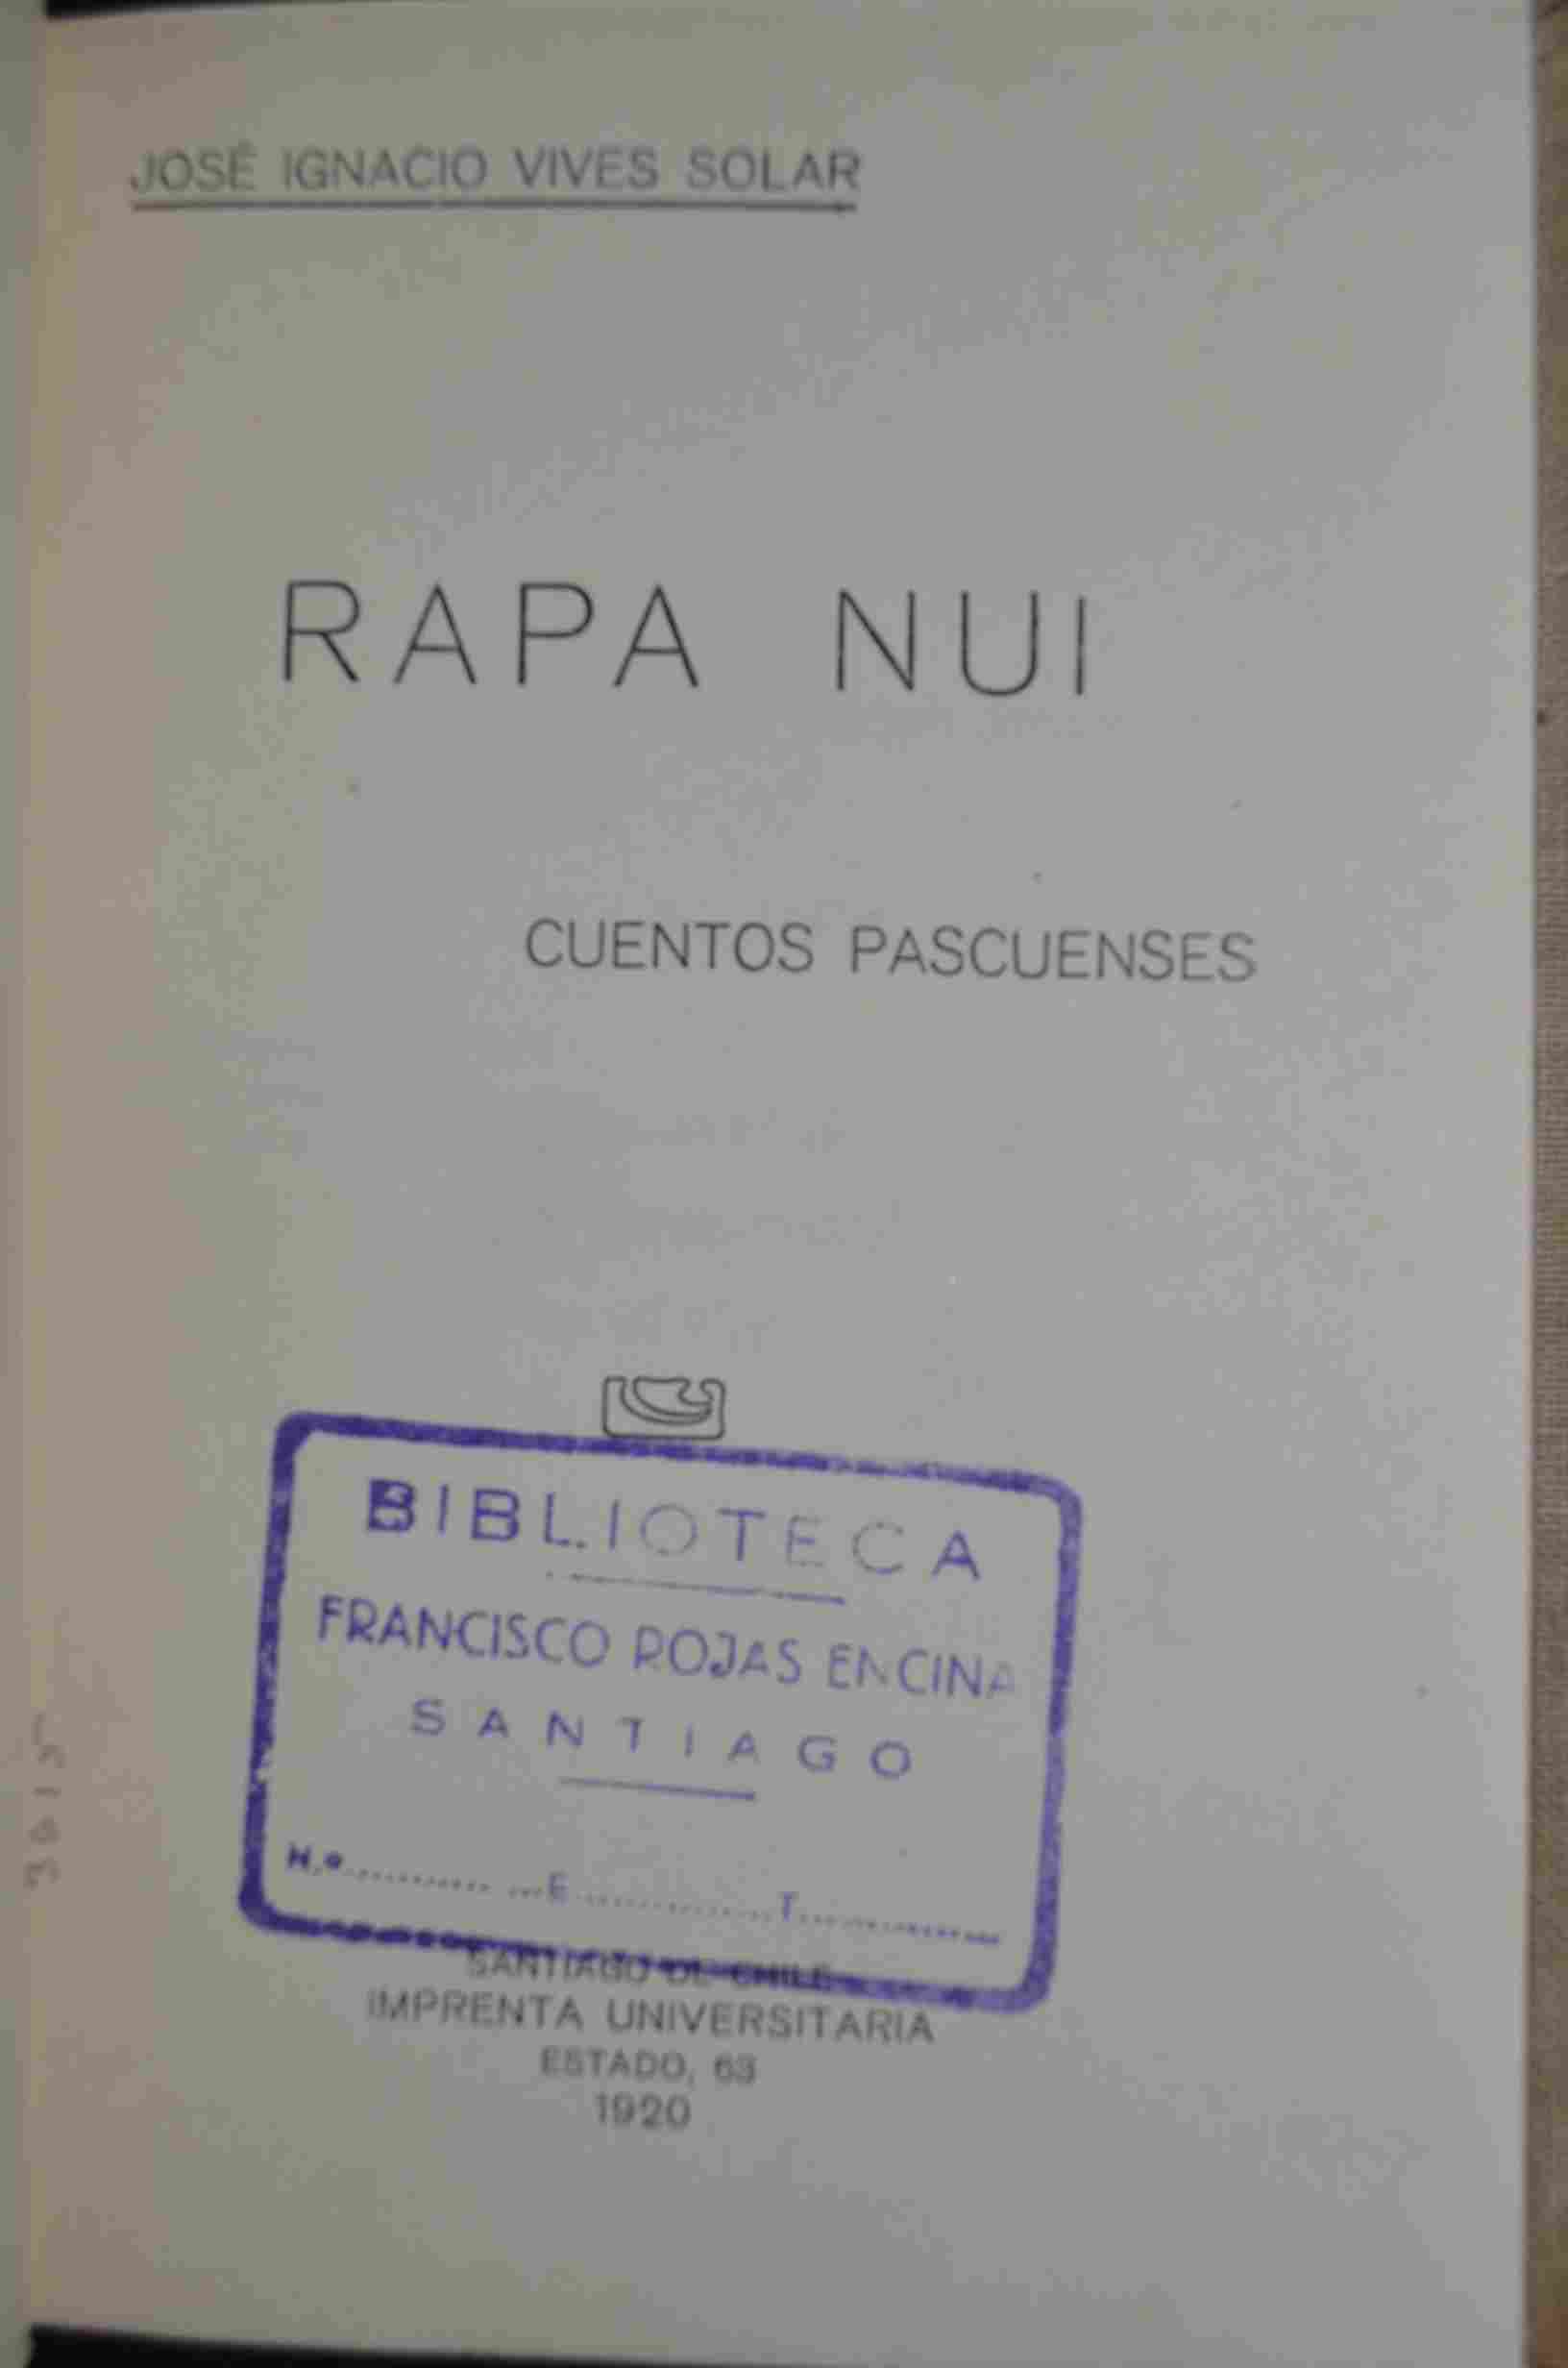 JOSÉ IGNACIO VIVES SOLAR
RAPA NUI
CUENTOS PASCUENSES
BIBLIOTECA
FRANCISCO ROJAS ENCINA
SANTIAGO
N.o .......... E .......... T ..........
SANTIAGO DE CHILE
IMPRENTA UNIVERSITARIA
ESTADO, 63
1920